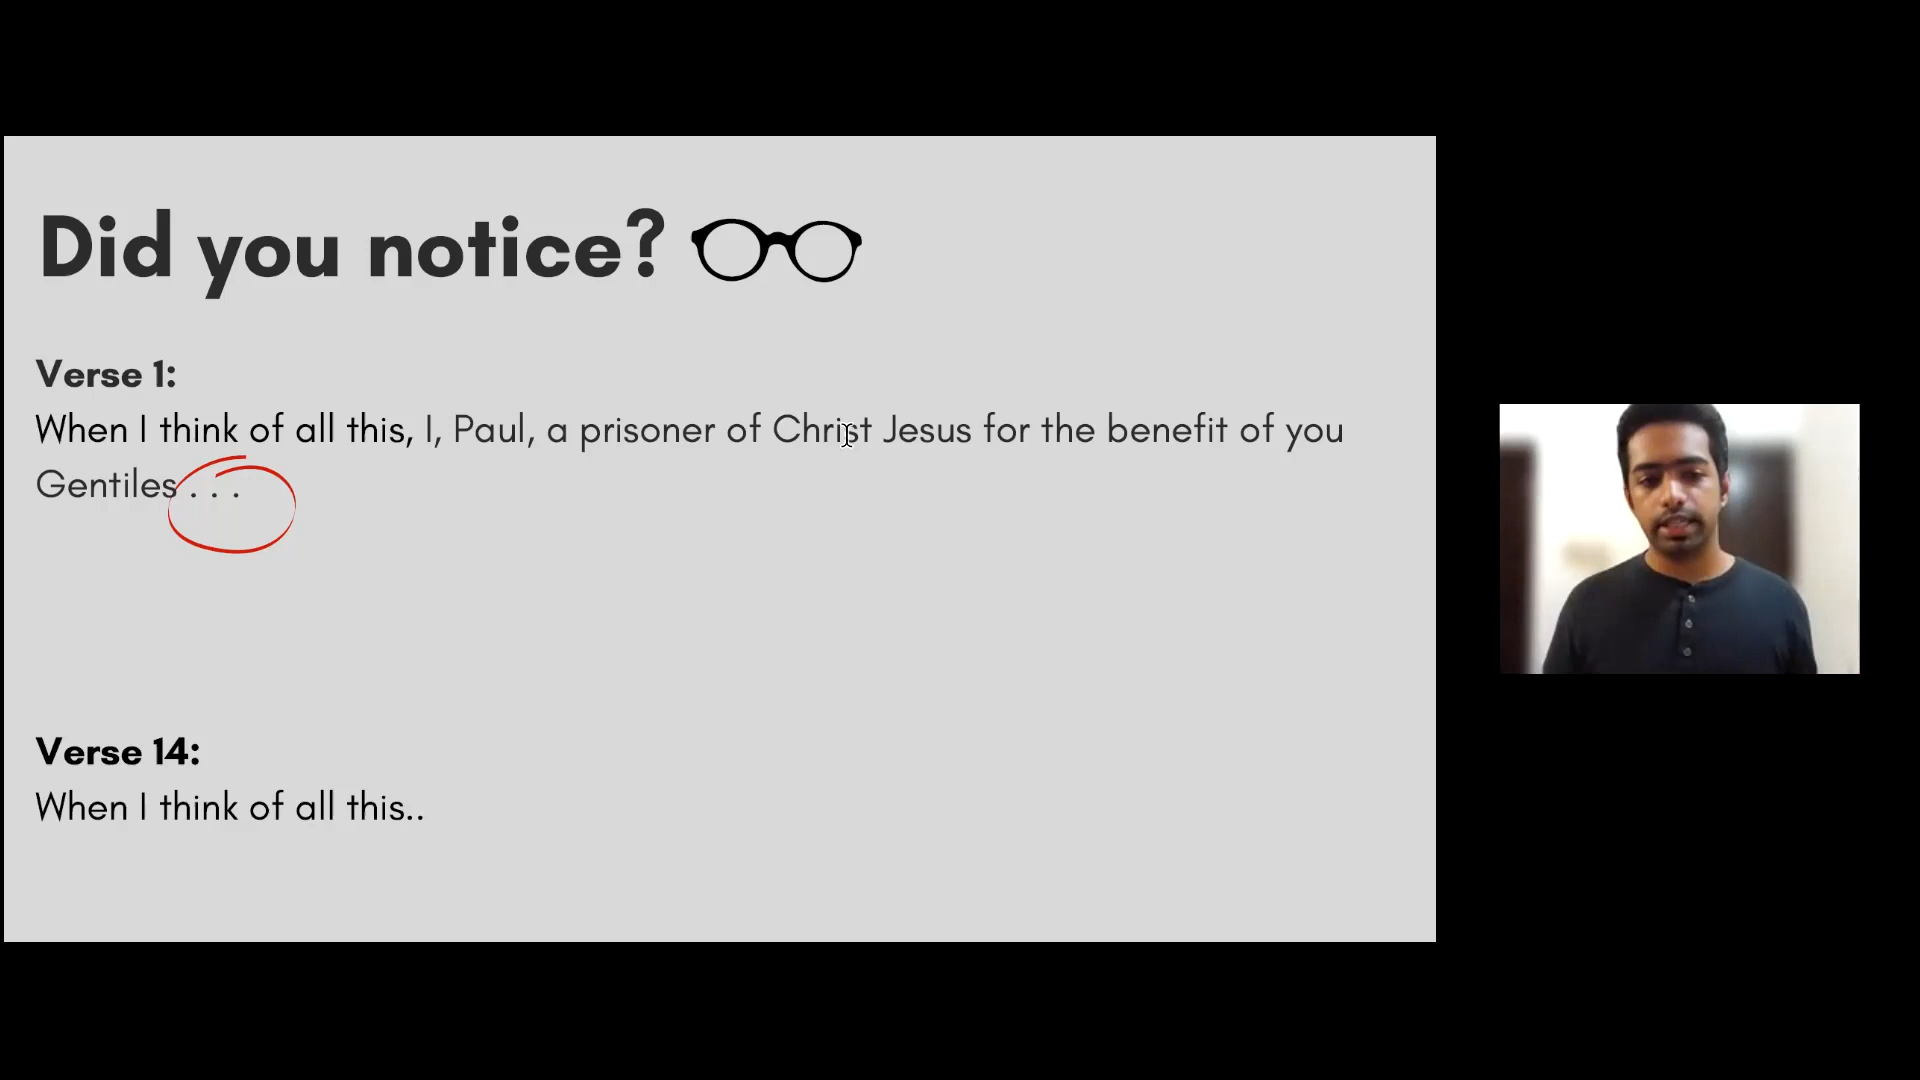 Did you notice?
Verse 1:
When I think of all this, I, Paul, a prisoner of Christ Jesus for the benefit of you
Gentiles . . .
Verse 14:
When I think of all this..